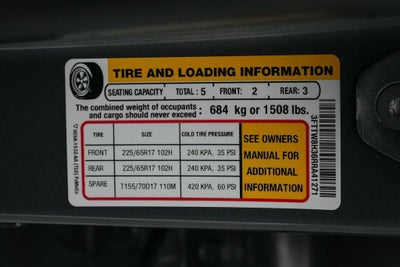 TIRE AND LOADING INFORMATION
SEATING CAPACITY TOTAL : 5 FRONT: 2 REAR: 3
The combined weight of occupants
and cargo should never exceed : 684 kg or 1508 lbs.
TIRE SIZE COLD TIRE PRESSURE
FRONT 225/65R17 102H 240 KPA, 35 PSI
REAR 225/65R17 102H 240 KPA, 35 PSI
SPARE T155/70D17 110M 420 KPA, 60 PSI
SEE OWNERS
MANUAL FOR
ADDITIONAL
INFORMATION
3FTTW8H36RRA41271